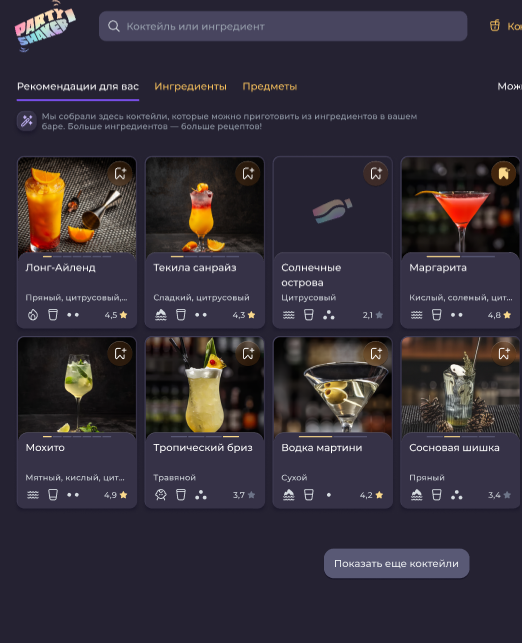 PARTY
SHAKER
Коктейль или ингредиент
Ко
Рекомендации для вас
Ингредиенты
Предметы
Мож
Мы собрали здесь коктейли, которые можно приготовить из ингредиентов в вашем
баре. Больше ингредиентов — больше рецептов!
Лонг-Айленд
Пряный, цитрусовый,...
4,5
Текила санрайз
Сладкий, цитрусовый
4,3
Солнечные
острова
Цитрусовый
2,1
Маргарита
Кислый, соленый, цит...
4,8
Мохито
Мятный, кислый, цит...
4,9
Тропический бриз
Травяной
3,7
Водка мартини
Сухой
4,2
Сосновая шишка
Пряный
3,4
Показать еще коктейли